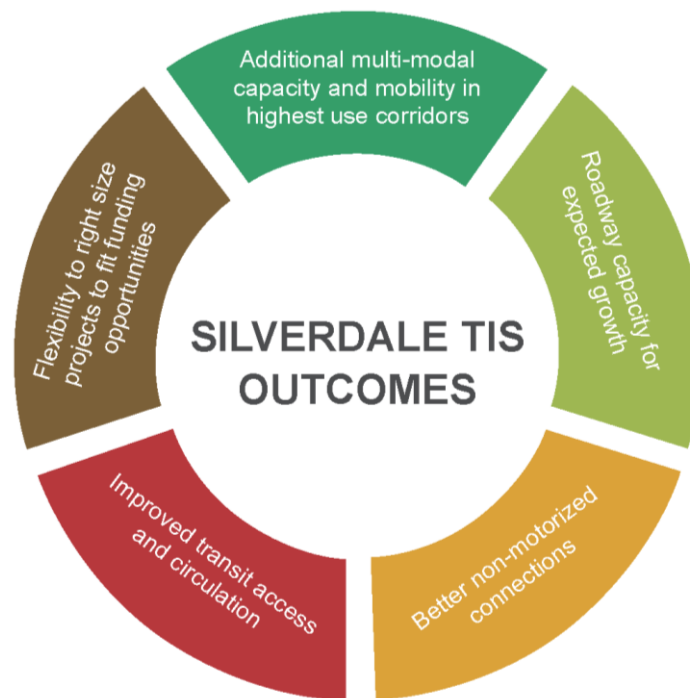 Additional multi-modal
capacity and mobility in
highest use corridors
Roadway capacity for
expected growth
Better non-motorized
connections
Improved transit access
and circulation
Flexibility to right size
projects to fit funding
opportunities
SILVERDALE TIS
OUTCOMES